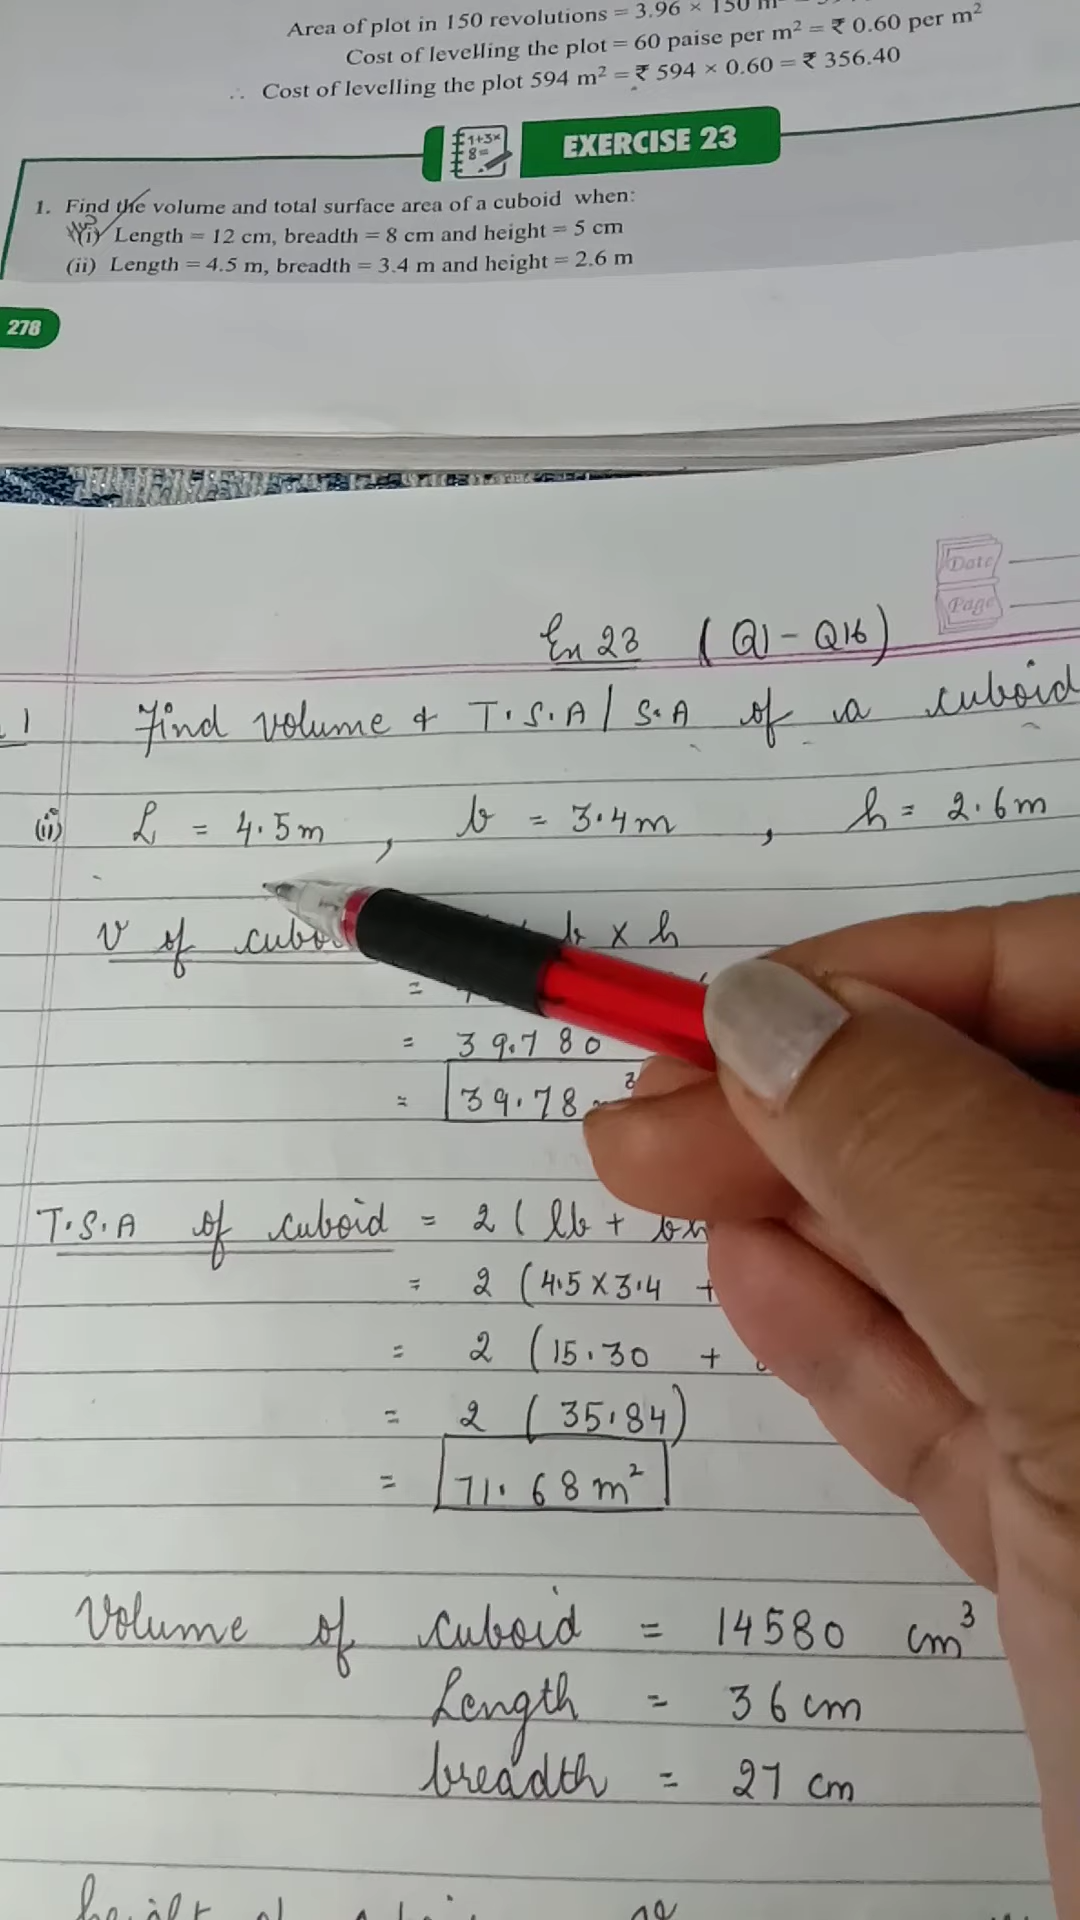 Area of plot in 150 revolutions = 3.96 × 150 m
Cost of levelling the plot = 60 paise per m² = ₹ 0.60 per m²
∴ Cost of levelling the plot 594 m² = ₹ 594 × 0.60 = ₹ 356.40
1+3×
8=
EXERCISE 23
1. Find the volume and total surface area of a cuboid when:
(i) Length = 12 cm, breadth = 8 cm and height = 5 cm
(ii) Length = 4.5 m, breadth = 3.4 m and height = 2.6 m
278
Date
Page
Ex 23 (Q1 - Q16)
1 Find volume & T.S.A / S.A of a cuboid
(ii) L = 4.5m , b = 3.4m , h = 2.6m
V of b × h
=
= 39.780
= 39.78
T.S.A of cuboid = 2 ( lb + bh
= 2 ( 4.5 × 3.4 +
= 2 ( 15.30 +
= 2 ( 35.84 )
= 71.68 m²
Volume of cuboid = 14580 cm³
Length = 36 cm
breadth = 27 cm